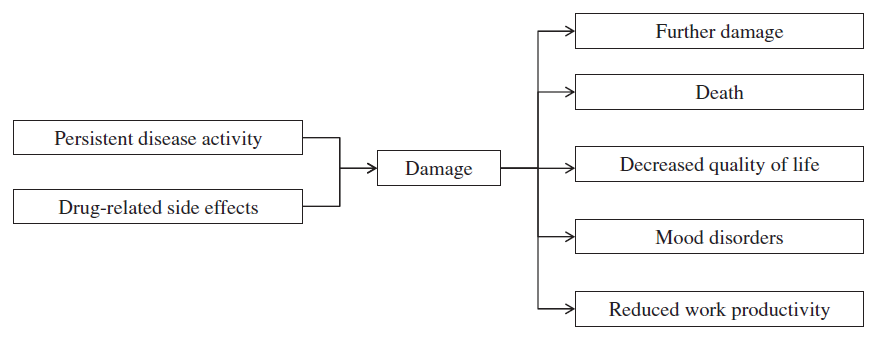 Persistent disease activity
Drug-related side effects
Damage
Further damage
Death
Decreased quality of life
Mood disorders
Reduced work productivity